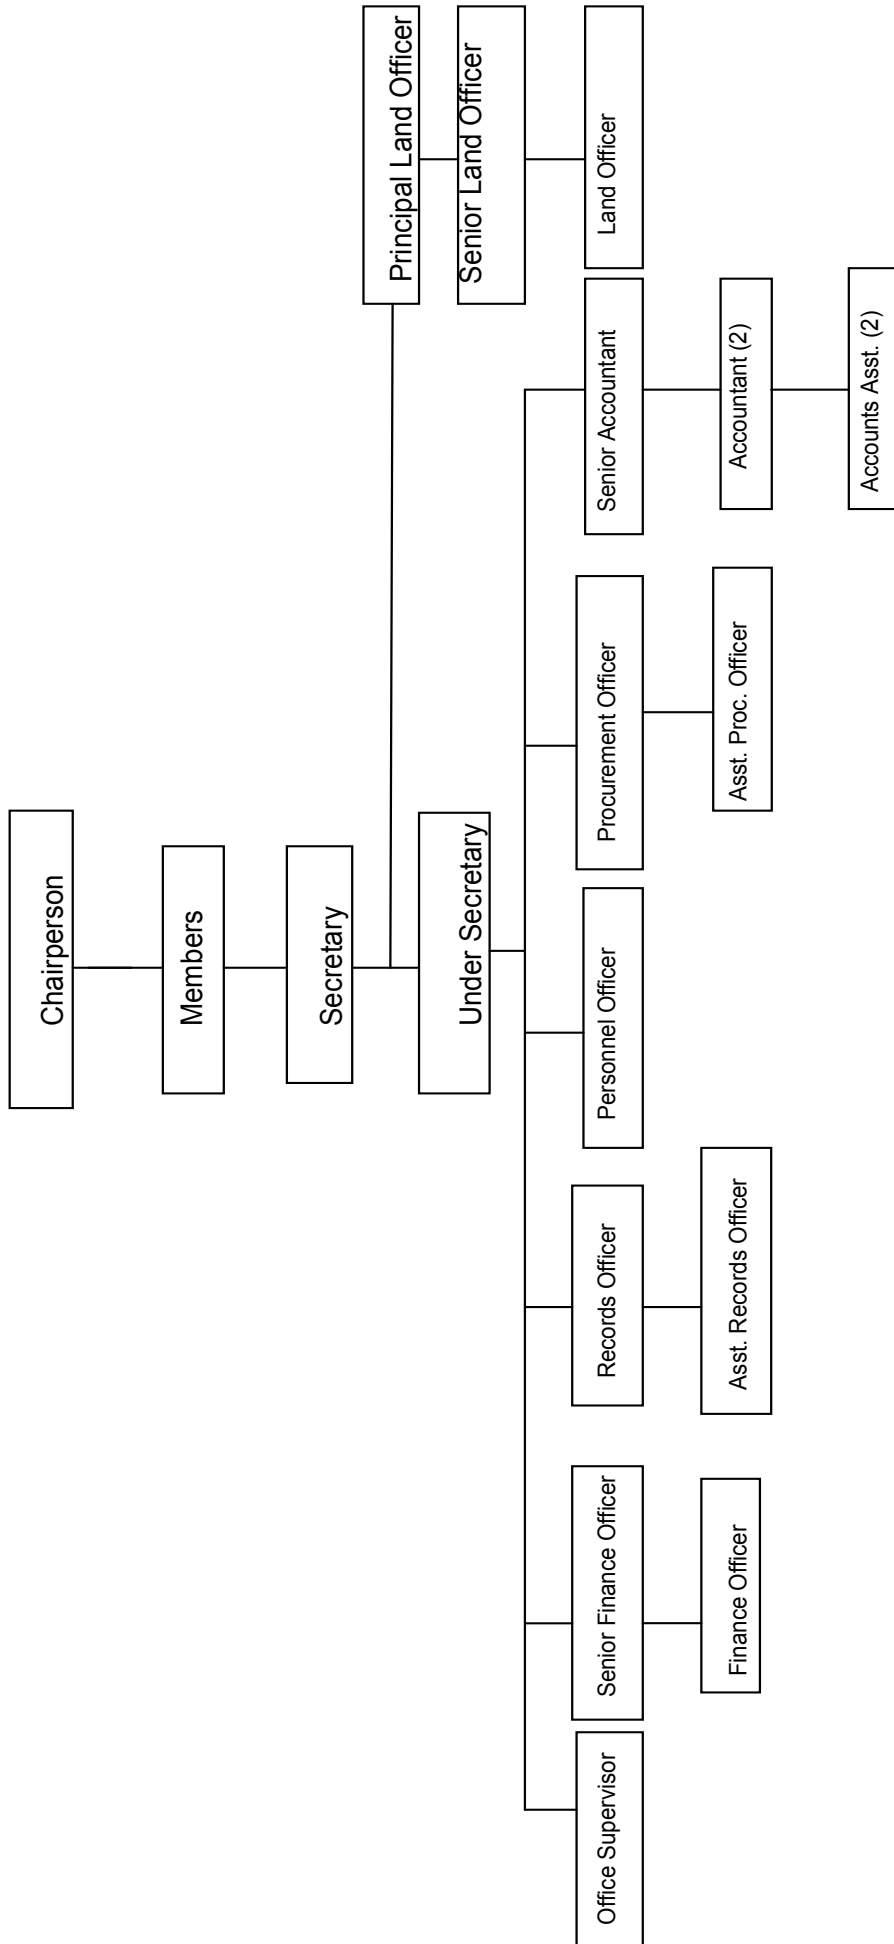 Chairperson
Members
Secretary
Principal Land Officer
Under Secretary
Senior Land Officer
Office Supervisor
Senior Finance Officer
Records Officer
Personnel Officer
Procurement Officer
Senior Accountant
Land Officer
Finance Officer
Asst. Records Officer
Asst. Proc. Officer
Accountant (2)
Accounts Asst. (2)